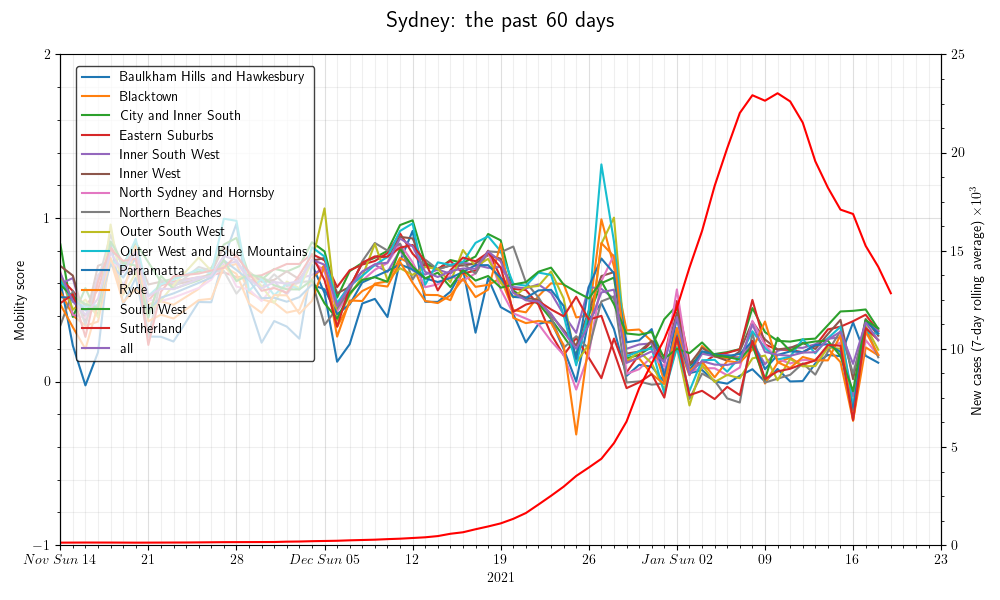 Sydney: the past 60 days
2
25
Baulkham Hills and Hawkesbury
Blacktown
City and Inner South
Eastern Suburbs
Inner South West
Inner West
North Sydney and Hornsby
Northern Beaches
Outer South West
Outer West and Blue Mountains
Parramatta
Ryde
South West
Sutherland
all
20
1
15
Mobility score
New cases (7-day rolling average) ×10³
10
0
5
−1
0
Nov Sun 14
21
28
Dec Sun 05
12
19
26
Jan Sun 02
09
16
23
2021